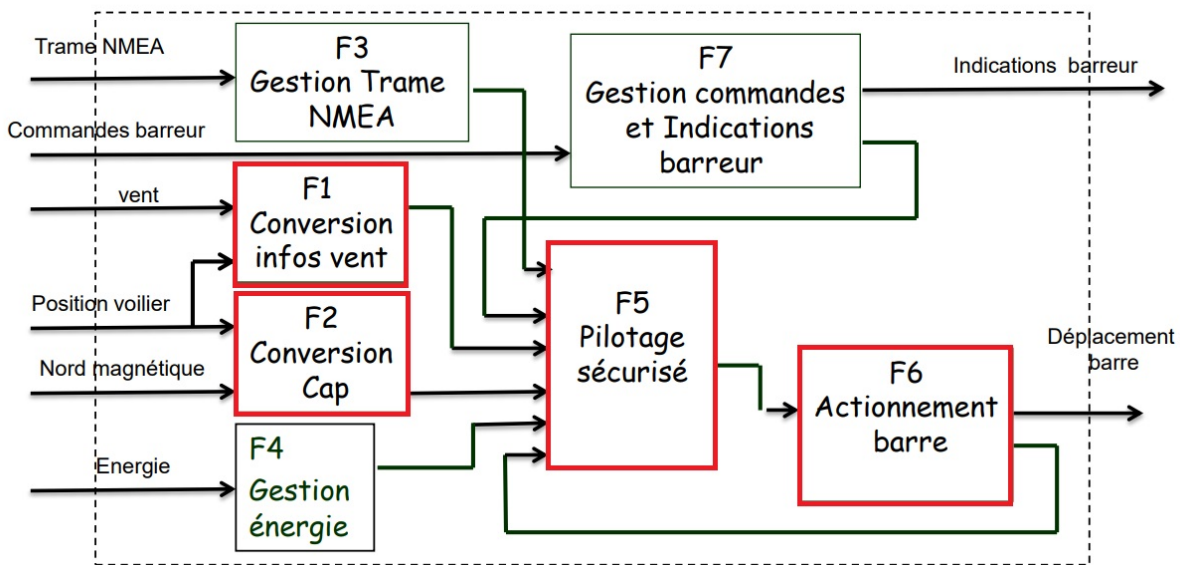 Trame NMEA
F3
Gestion Trame
NMEA
F7
Gestion commandes
et Indications
barreur
Indications barreur
Commandes barreur
vent
F1
Conversion
infos vent
Position voilier
F2
Conversion
Cap
Nord magnétique
F5
Pilotage
sécurisé
Déplacement
barre
F6
Actionnement
barre
Energie
F4
Gestion
énergie